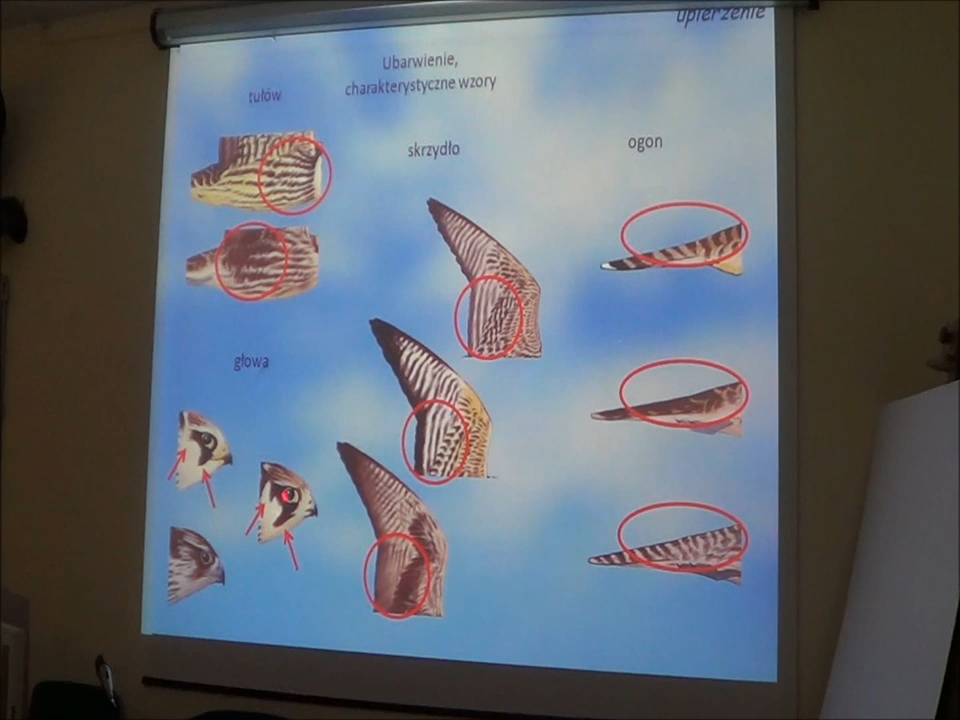 upierzenie
Ubarwienie,
charakterystyczne wzory
tułów
skrzydło
ogon
głowa